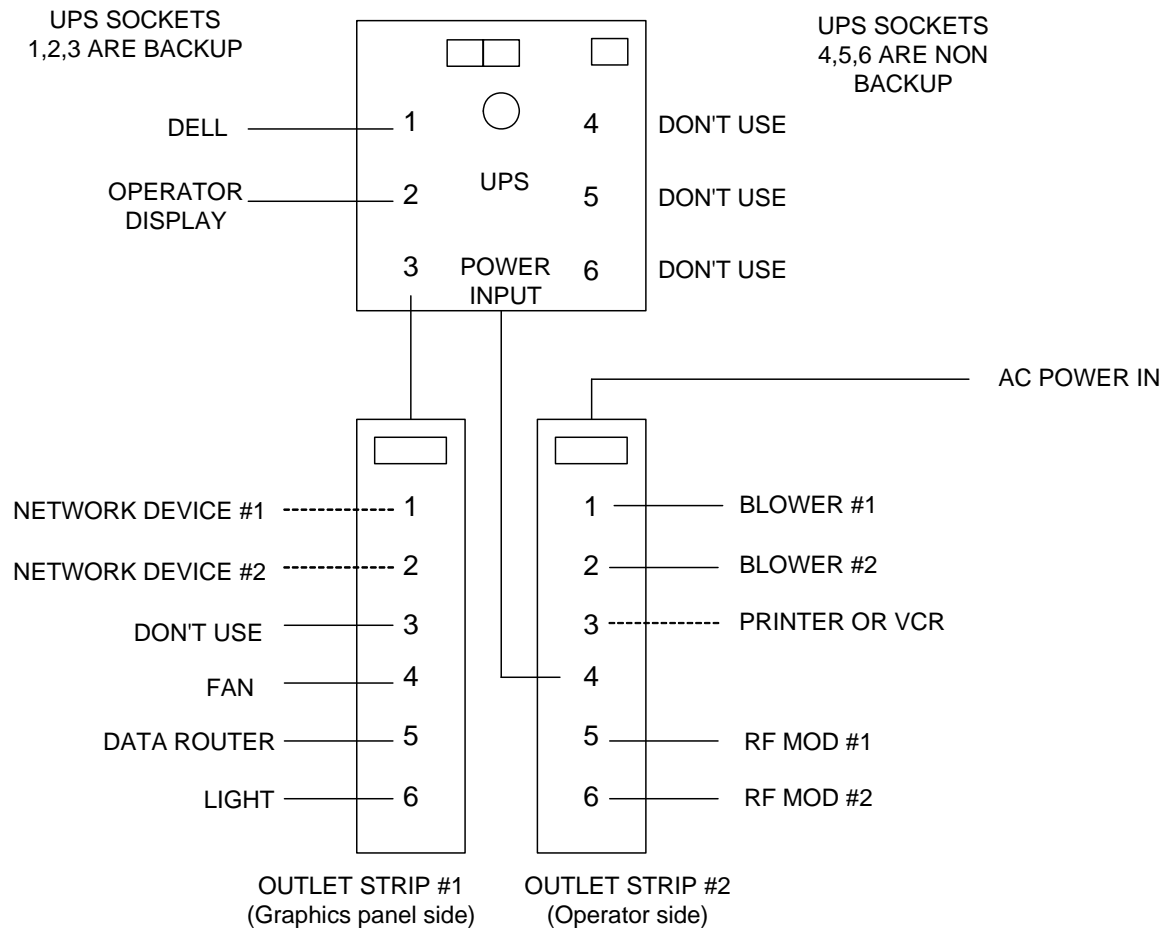 UPS SOCKETS
1,2,3 ARE BACKUP
UPS SOCKETS
4,5,6 ARE NON
BACKUP
DELL
1
4
DON'T USE
OPERATOR
DISPLAY
2
UPS
5
DON'T USE
3
POWER
INPUT
6
DON'T USE
AC POWER IN
NETWORK DEVICE #1
1
1
BLOWER #1
NETWORK DEVICE #2
2
2
BLOWER #2
DON'T USE
3
3
PRINTER OR VCR
FAN
4
4
DATA ROUTER
5
5
RF MOD #1
LIGHT
6
6
RF MOD #2
OUTLET STRIP #1
(Graphics panel side)
OUTLET STRIP #2
(Operator side)